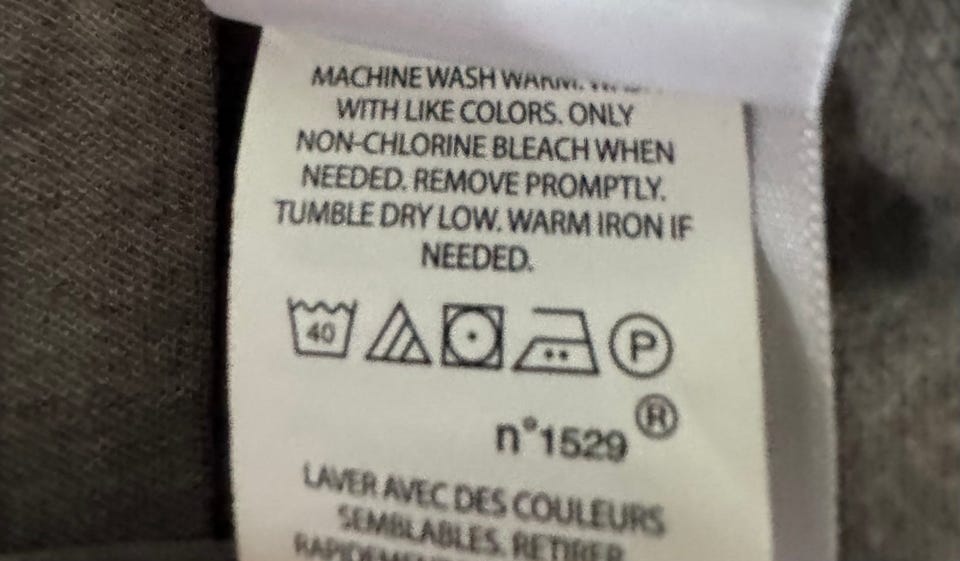 MACHINE WASH WARM. WASH
WITH LIKE COLORS. ONLY
NON-CHLORINE BLEACH WHEN
NEEDED. REMOVE PROMPTLY.
TUMBLE DRY LOW. WARM IRON IF
NEEDED.
40 P
®
n°1529
LAVER AVEC DES COULEURS
SEMBLABLES. RETIRER